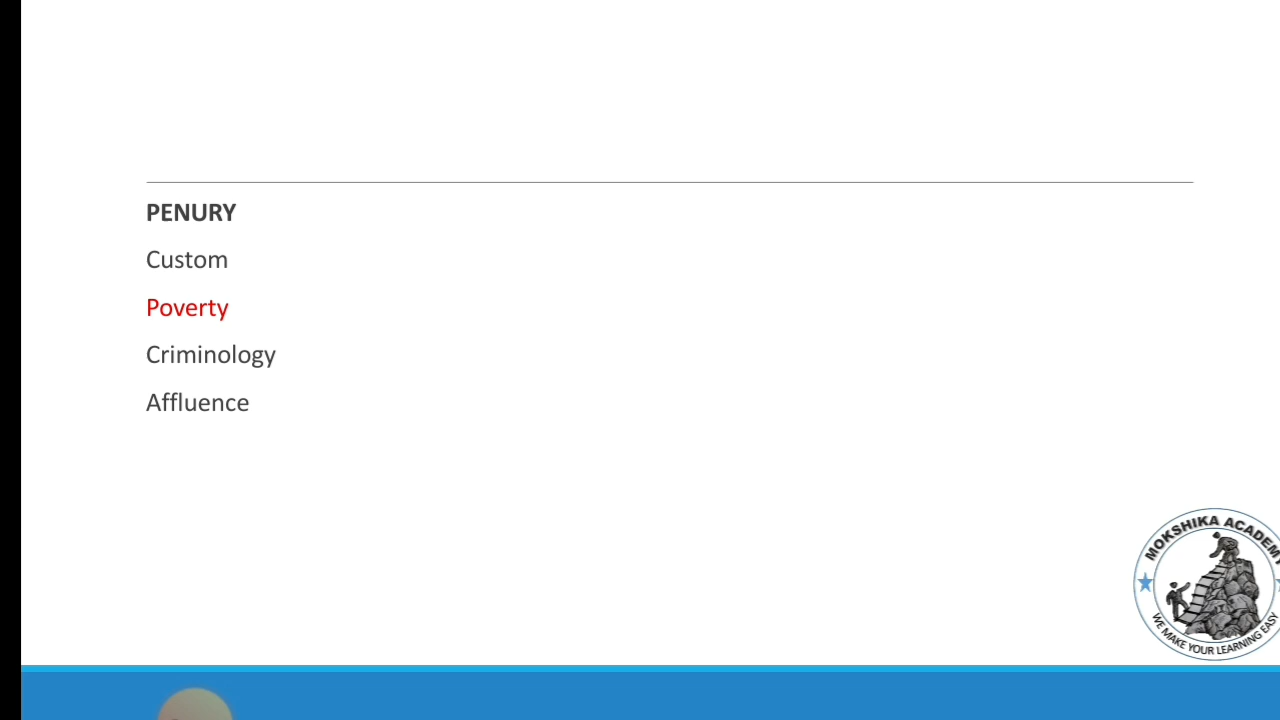 PENURY
Custom
Poverty
Criminology
Affluence
MOKSHIKA ACADEMY
WE MAKE YOUR LEARNING EASY